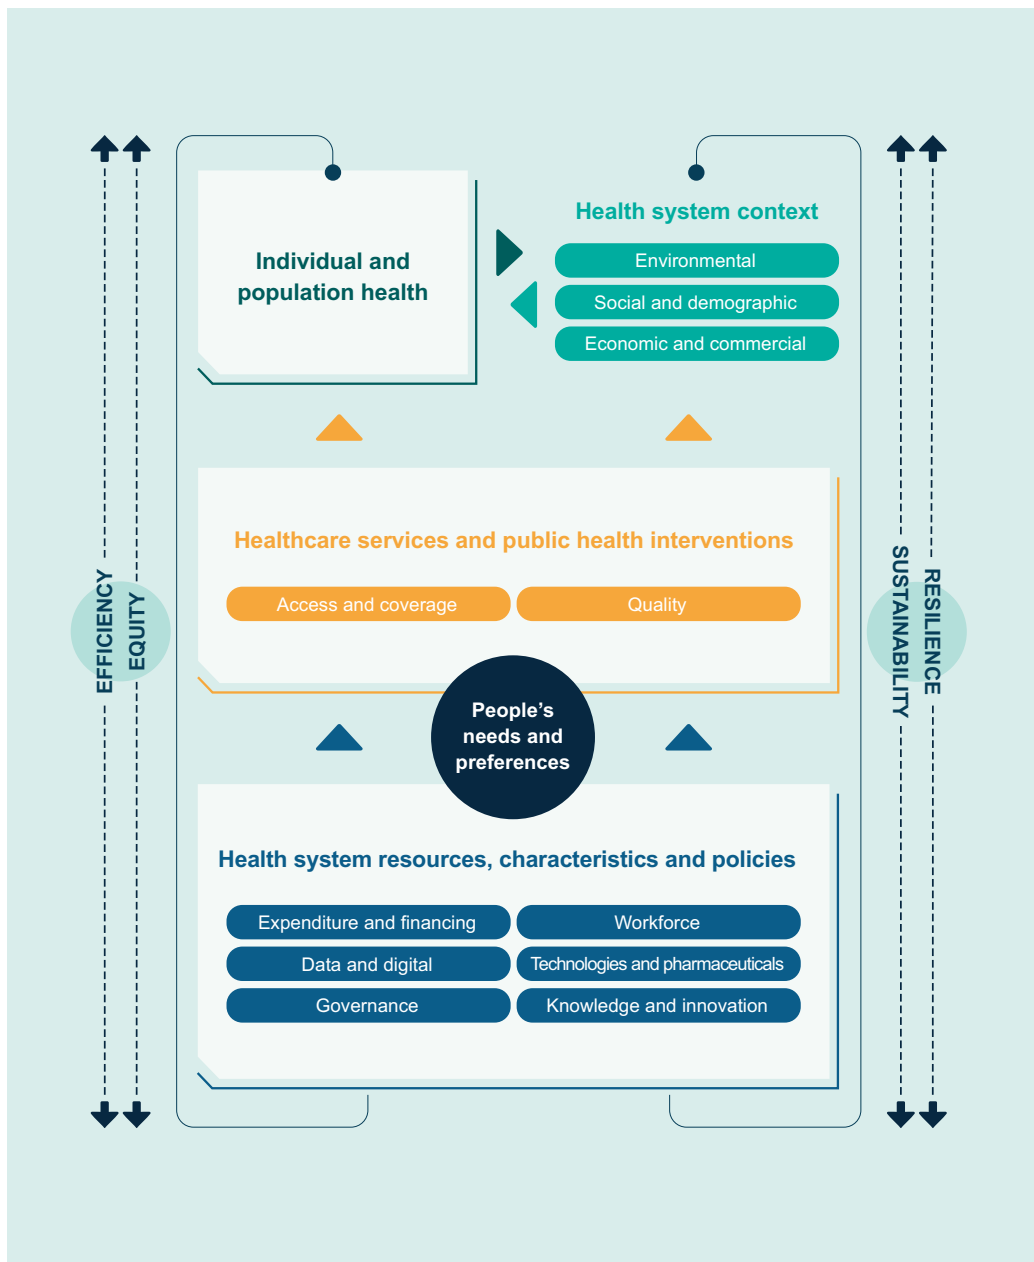 Individual and
population health
Health system context
Environmental
Social and demographic
Economic and commercial
Healthcare services and public health interventions
Access and coverage
Quality
EFFICIENCY
EQUITY
SUSTAINABILITY
RESILIENCE
People’s
needs and
preferences
Health system resources, characteristics and policies
Expenditure and financing
Workforce
Data and digital
Technologies and pharmaceuticals
Governance
Knowledge and innovation